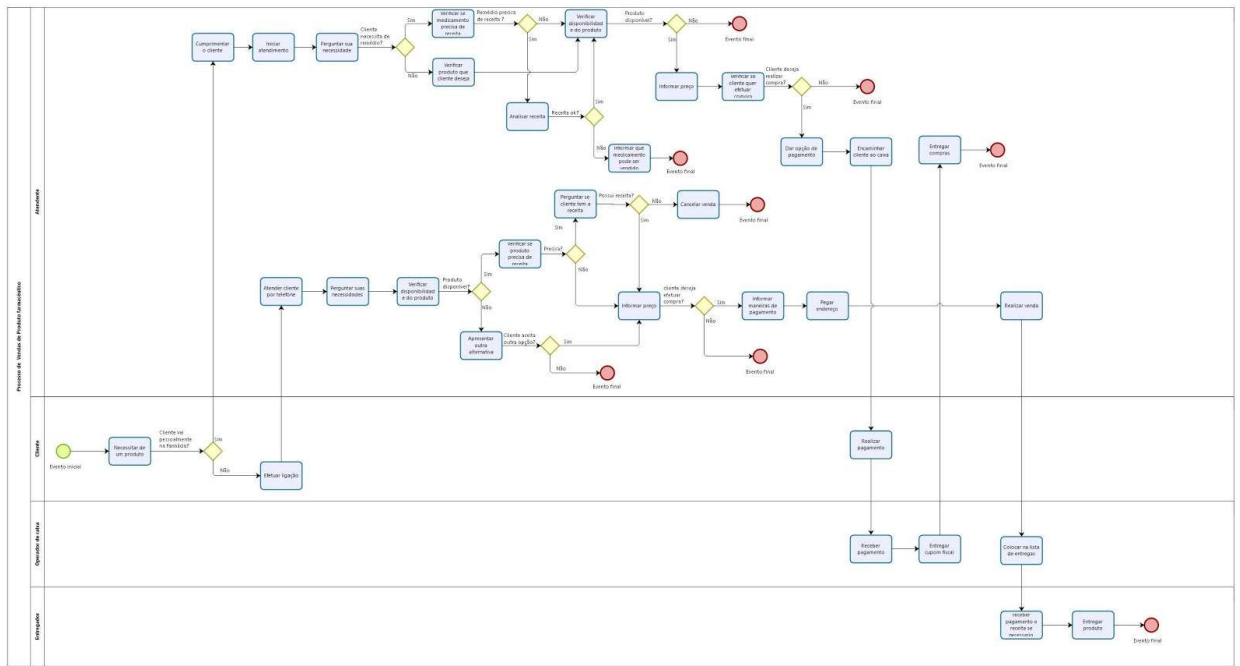 Processo de Vendas de Produto farmacêutico
Atendente
Cumprimentar
o cliente
Iniciar
atendimento
Perguntar sua
necessidade
Cliente
necessita de
remédio?
Sim
Não
Verificar se
medicamento
precisa de
receita
Verificar
produto que
cliente deseja
Remédio precisa
de receita ?
Não
Sim
Verificar
disponibilidad
e do produto
Produto
disponível?
Não
Evento final
Sim
Analisar receita
Receita ok?
Sim
Não
Informar que
medicamento
pode ser
vendido
Evento final
Informar preço
Verificar se
cliente quer
efetuar
compra
Cliente deseja
realizar
compra?
Não
Evento final
Sim
Dar opção de
pagamento
Encaminhar
cliente ao caixa
Entregar
compras
Evento final
Atender cliente
por telefone
Perguntar suas
necessidades
Verificar
disponibilidad
e do produto
Produto
disponível?
Sim
Não
Verificar se
produto
precisa de
receita
Precisa?
Sim
Não
Perguntar se
cliente tem a
receita
Possui receita?
Não
Sim
Cancelar venda
Evento final
Apresentar
outra
alternativa
Cliente aceita
outra opção?
Sim
Não
Evento final
Informar preço
cliente deseja
efetuar
compra?
Sim
Não
Evento final
Informar
maneiras de
pagamento
Pegar
endereço
Realizar venda
Cliente
Evento inicial
Necessitar de
um produto
Cliente vai
pessoalmente
na farmácia?
Sim
Não
Efetuar ligação
Realizar
pagamento
Operador de caixa
Receber
pagamento
Entregar
cupom fiscal
Colocar na lista
de entregas
Entregador
receber
pagamento e
receita se
necessario
Entregar
produto
Evento final